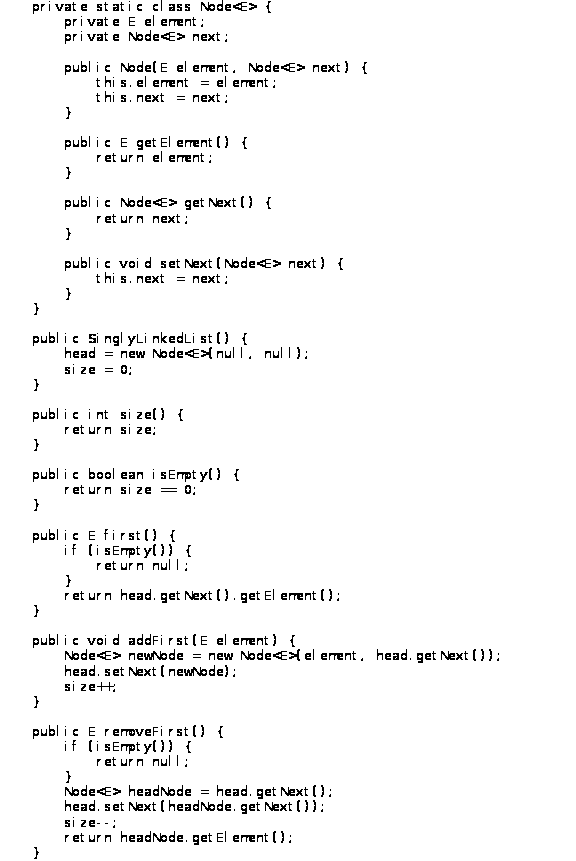 private static class Node<E> {
    private E element;
    private Node<E> next;

    public Node(E element, Node<E> next) {
        this.element = element;
        this.next = next;
    }

    public E getElement() {
        return element;
    }

    public Node<E> getNext() {
        return next;
    }

    public void setNext(Node<E> next) {
        this.next = next;
    }
}

public SinglyLinkedList() {
    head = new Node<E>(null, null);
    size = 0;
}

public int size() {
    return size;
}

public boolean isEmpty() {
    return size == 0;
}

public E first() {
    if (isEmpty()) {
        return null;
    }
    return head.getNext().getElement();
}

public void addFirst(E element) {
    Node<E> newNode = new Node<E>(element, head.getNext());
    head.setNext(newNode);
    size++;
}

public E removeFirst() {
    if (isEmpty()) {
        return null;
    }
    Node<E> headNode = head.getNext();
    head.setNext(headNode.getNext());
    size--;
    return headNode.getElement();
}